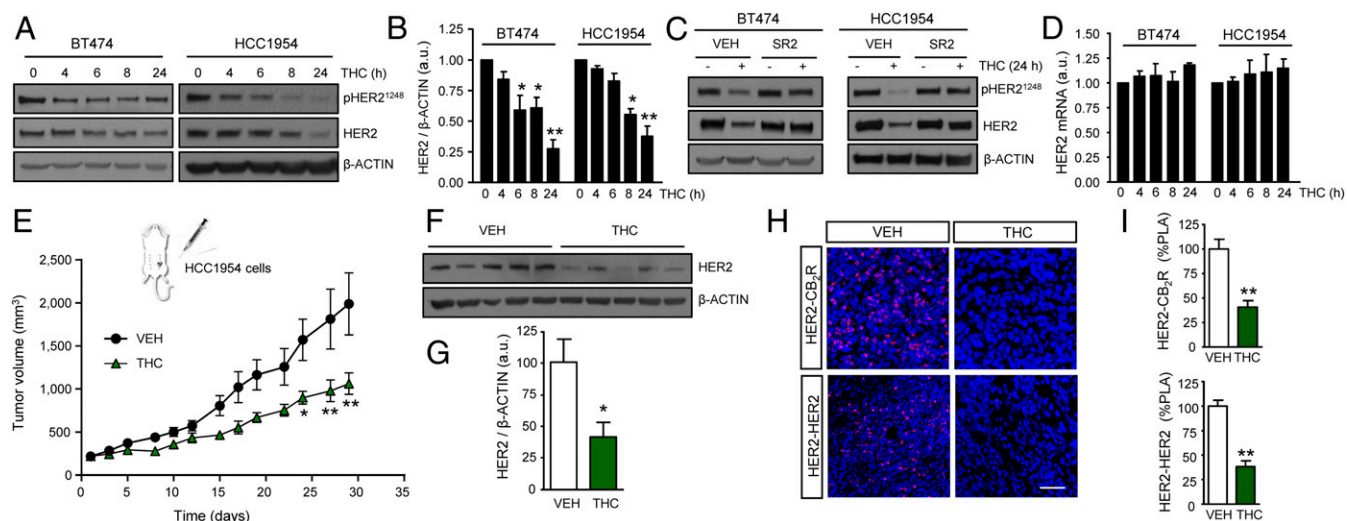 A
BT474 HCC1954
0 4 6 8 24 0 4 6 8 24 THC (h)
pHER2¹²⁴⁸
HER2
β-ACTIN
B
BT474 HCC1954
HER2 / β-ACTIN (a.u.)
1.00
0.75
0.50
0.25
0.00
* * ** * **
0 4 6 8 24 0 4 6 8 24 THC (h)
C
BT474 HCC1954
VEH SR2 VEH SR2
- + - + - + - + THC (24 h)
pHER2¹²⁴⁸
HER2
β-ACTIN
D
BT474 HCC1954
HER2 mRNA (a.u.)
1.50
1.25
1.00
0.75
0.50
0.25
0.00
0 4 6 8 24 0 4 6 8 24 THC (h)
E
HCC1954 cells
Tumor volume (mm³)
2,500
2,000
1,500
1,000
500
0
VEH
THC
* ** **
0 5 10 15 20 25 30 35
Time (days)
F
VEH THC
HER2
β-ACTIN
G
HER2 / β-ACTIN (a.u.)
125
100
75
50
25
0
*
VEH THC
H
VEH THC
HER2-CB₂R
HER2-HER2
I
HER2-CB₂R (%PLA)
125
100
75
50
25
0
**
VEH THC
HER2-HER2 (%PLA)
125
100
75
50
25
0
**
VEH THC